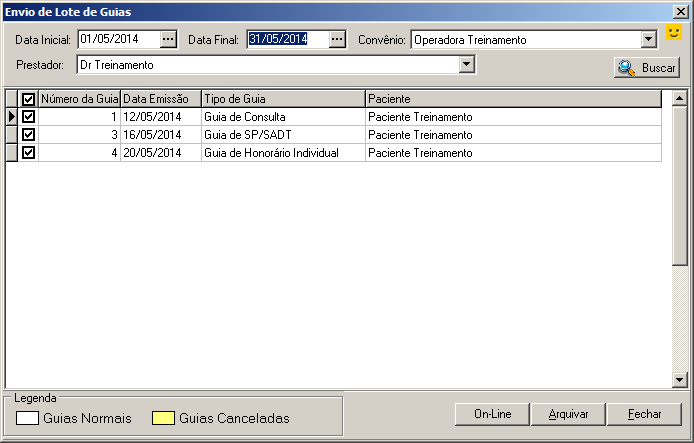 Envio de Lote de Guias
Data Inicial: 01/05/2014 ... Data Final: 31/05/2014 ... Convênio: Operadora Treinamento
Prestador: Dr Treinamento
Buscar
Número da Guia Data Emissão Tipo de Guia Paciente
1 12/05/2014 Guia de Consulta Paciente Treinamento
3 16/05/2014 Guia de SP/SADT Paciente Treinamento
4 20/05/2014 Guia de Honorário Individual Paciente Treinamento
Legenda
Guias Normais Guias Canceladas
On-Line Arquivar Fechar